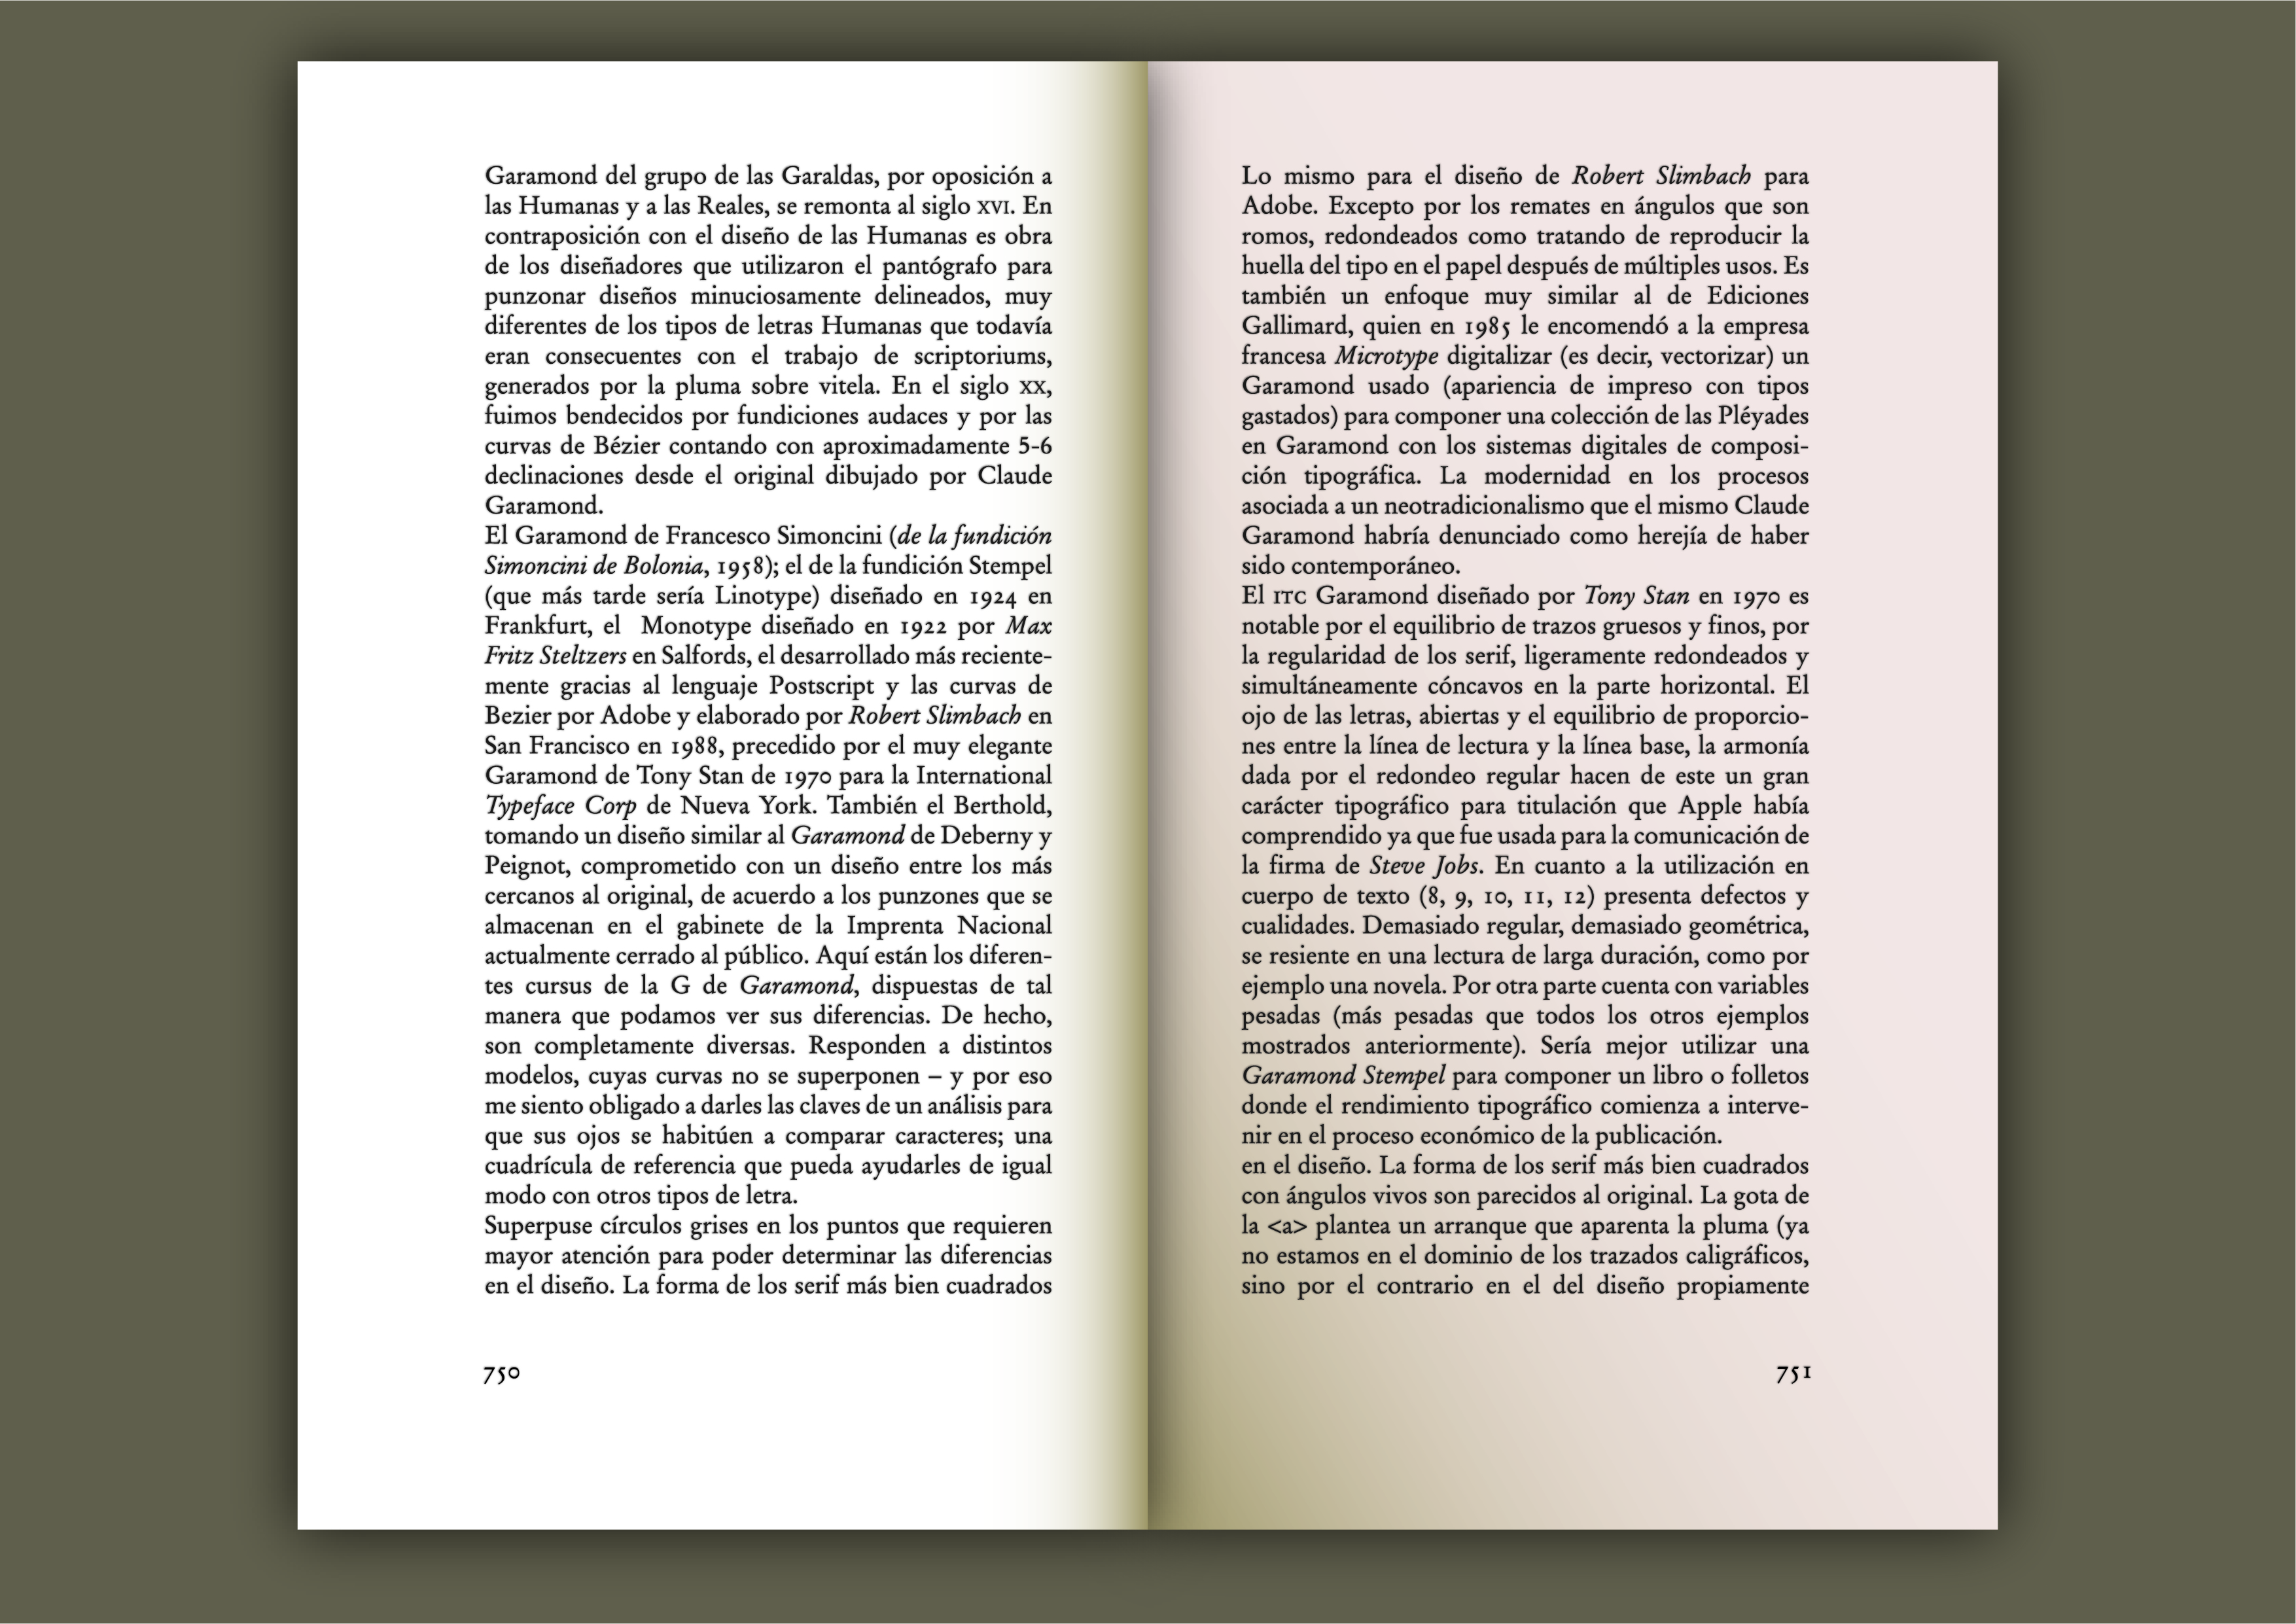 Garamond del grupo de las Garaldas, por oposición a
las Humanas y a las Reales, se remonta al siglo XVI. En
contraposición con el diseño de las Humanas es obra
de los diseñadores que utilizaron el pantógrafo para
punzonar diseños minuciosamente delineados, muy
diferentes de los tipos de letras Humanas que todavía
eran consecuentes con el trabajo de scriptoriums,
generados por la pluma sobre vitela. En el siglo XX,
fuimos bendecidos por fundiciones audaces y por las
curvas de Bézier contando con aproximadamente 5-6
declinaciones desde el original dibujado por Claude
Garamond.
El Garamond de Francesco Simoncini (de la fundición
Simoncini de Bolonia, 1958); el de la fundición Stempel
(que más tarde sería Linotype) diseñado en 1924 en
Frankfurt, el Monotype diseñado en 1922 por Max
Fritz Steltzers en Salfords, el desarrollado más reciente-
mente gracias al lenguaje Postscript y las curvas de
Bezier por Adobe y elaborado por Robert Slimbach en
San Francisco en 1988, precedido por el muy elegante
Garamond de Tony Stan de 1970 para la International
Typeface Corp de Nueva York. También el Berthold,
tomando un diseño similar al Garamond de Deberny y
Peignot, comprometido con un diseño entre los más
cercanos al original, de acuerdo a los punzones que se
almacenan en el gabinete de la Imprenta Nacional
actualmente cerrado al público. Aquí están los diferen-
tes cursus de la G de Garamond, dispuestas de tal
manera que podamos ver sus diferencias. De hecho,
son completamente diversas. Responden a distintos
modelos, cuyas curvas no se superponen – y por eso
me siento obligado a darles las claves de un análisis para
que sus ojos se habitúen a comparar caracteres; una
cuadrícula de referencia que pueda ayudarles de igual
modo con otros tipos de letra.
Superpuse círculos grises en los puntos que requieren
mayor atención para poder determinar las diferencias
en el diseño. La forma de los serif más bien cuadrados
750
Lo mismo para el diseño de Robert Slimbach para
Adobe. Excepto por los remates en ángulos que son
romos, redondeados como tratando de reproducir la
huella del tipo en el papel después de múltiples usos. Es
también un enfoque muy similar al de Ediciones
Gallimard, quien en 1985 le encomendó a la empresa
francesa Microtype digitalizar (es decir, vectorizar) un
Garamond usado (apariencia de impreso con tipos
gastados) para componer una colección de las Pléyades
en Garamond con los sistemas digitales de composi-
ción tipográfica. La modernidad en los procesos
asociada a un neotradicionalismo que el mismo Claude
Garamond habría denunciado como herejía de haber
sido contemporáneo.
El ITC Garamond diseñado por Tony Stan en 1970 es
notable por el equilibrio de trazos gruesos y finos, por
la regularidad de los serif, ligeramente redondeados y
simultáneamente cóncavos en la parte horizontal. El
ojo de las letras, abiertas y el equilibrio de proporcio-
nes entre la línea de lectura y la línea base, la armonía
dada por el redondeo regular hacen de este un gran
carácter tipográfico para titulación que Apple había
comprendido ya que fue usada para la comunicación de
la firma de Steve Jobs. En cuanto a la utilización en
cuerpo de texto (8, 9, 10, 11, 12) presenta defectos y
cualidades. Demasiado regular, demasiado geométrica,
se resiente en una lectura de larga duración, como por
ejemplo una novela. Por otra parte cuenta con variables
pesadas (más pesadas que todos los otros ejemplos
mostrados anteriormente). Sería mejor utilizar una
Garamond Stempel para componer un libro o folletos
donde el rendimiento tipográfico comienza a interve-
nir en el proceso económico de la publicación.
en el diseño. La forma de los serif más bien cuadrados
con ángulos vivos son parecidos al original. La gota de
la <a> plantea un arranque que aparenta la pluma (ya
no estamos en el dominio de los trazados caligráficos,
sino por el contrario en el del diseño propiamente
751